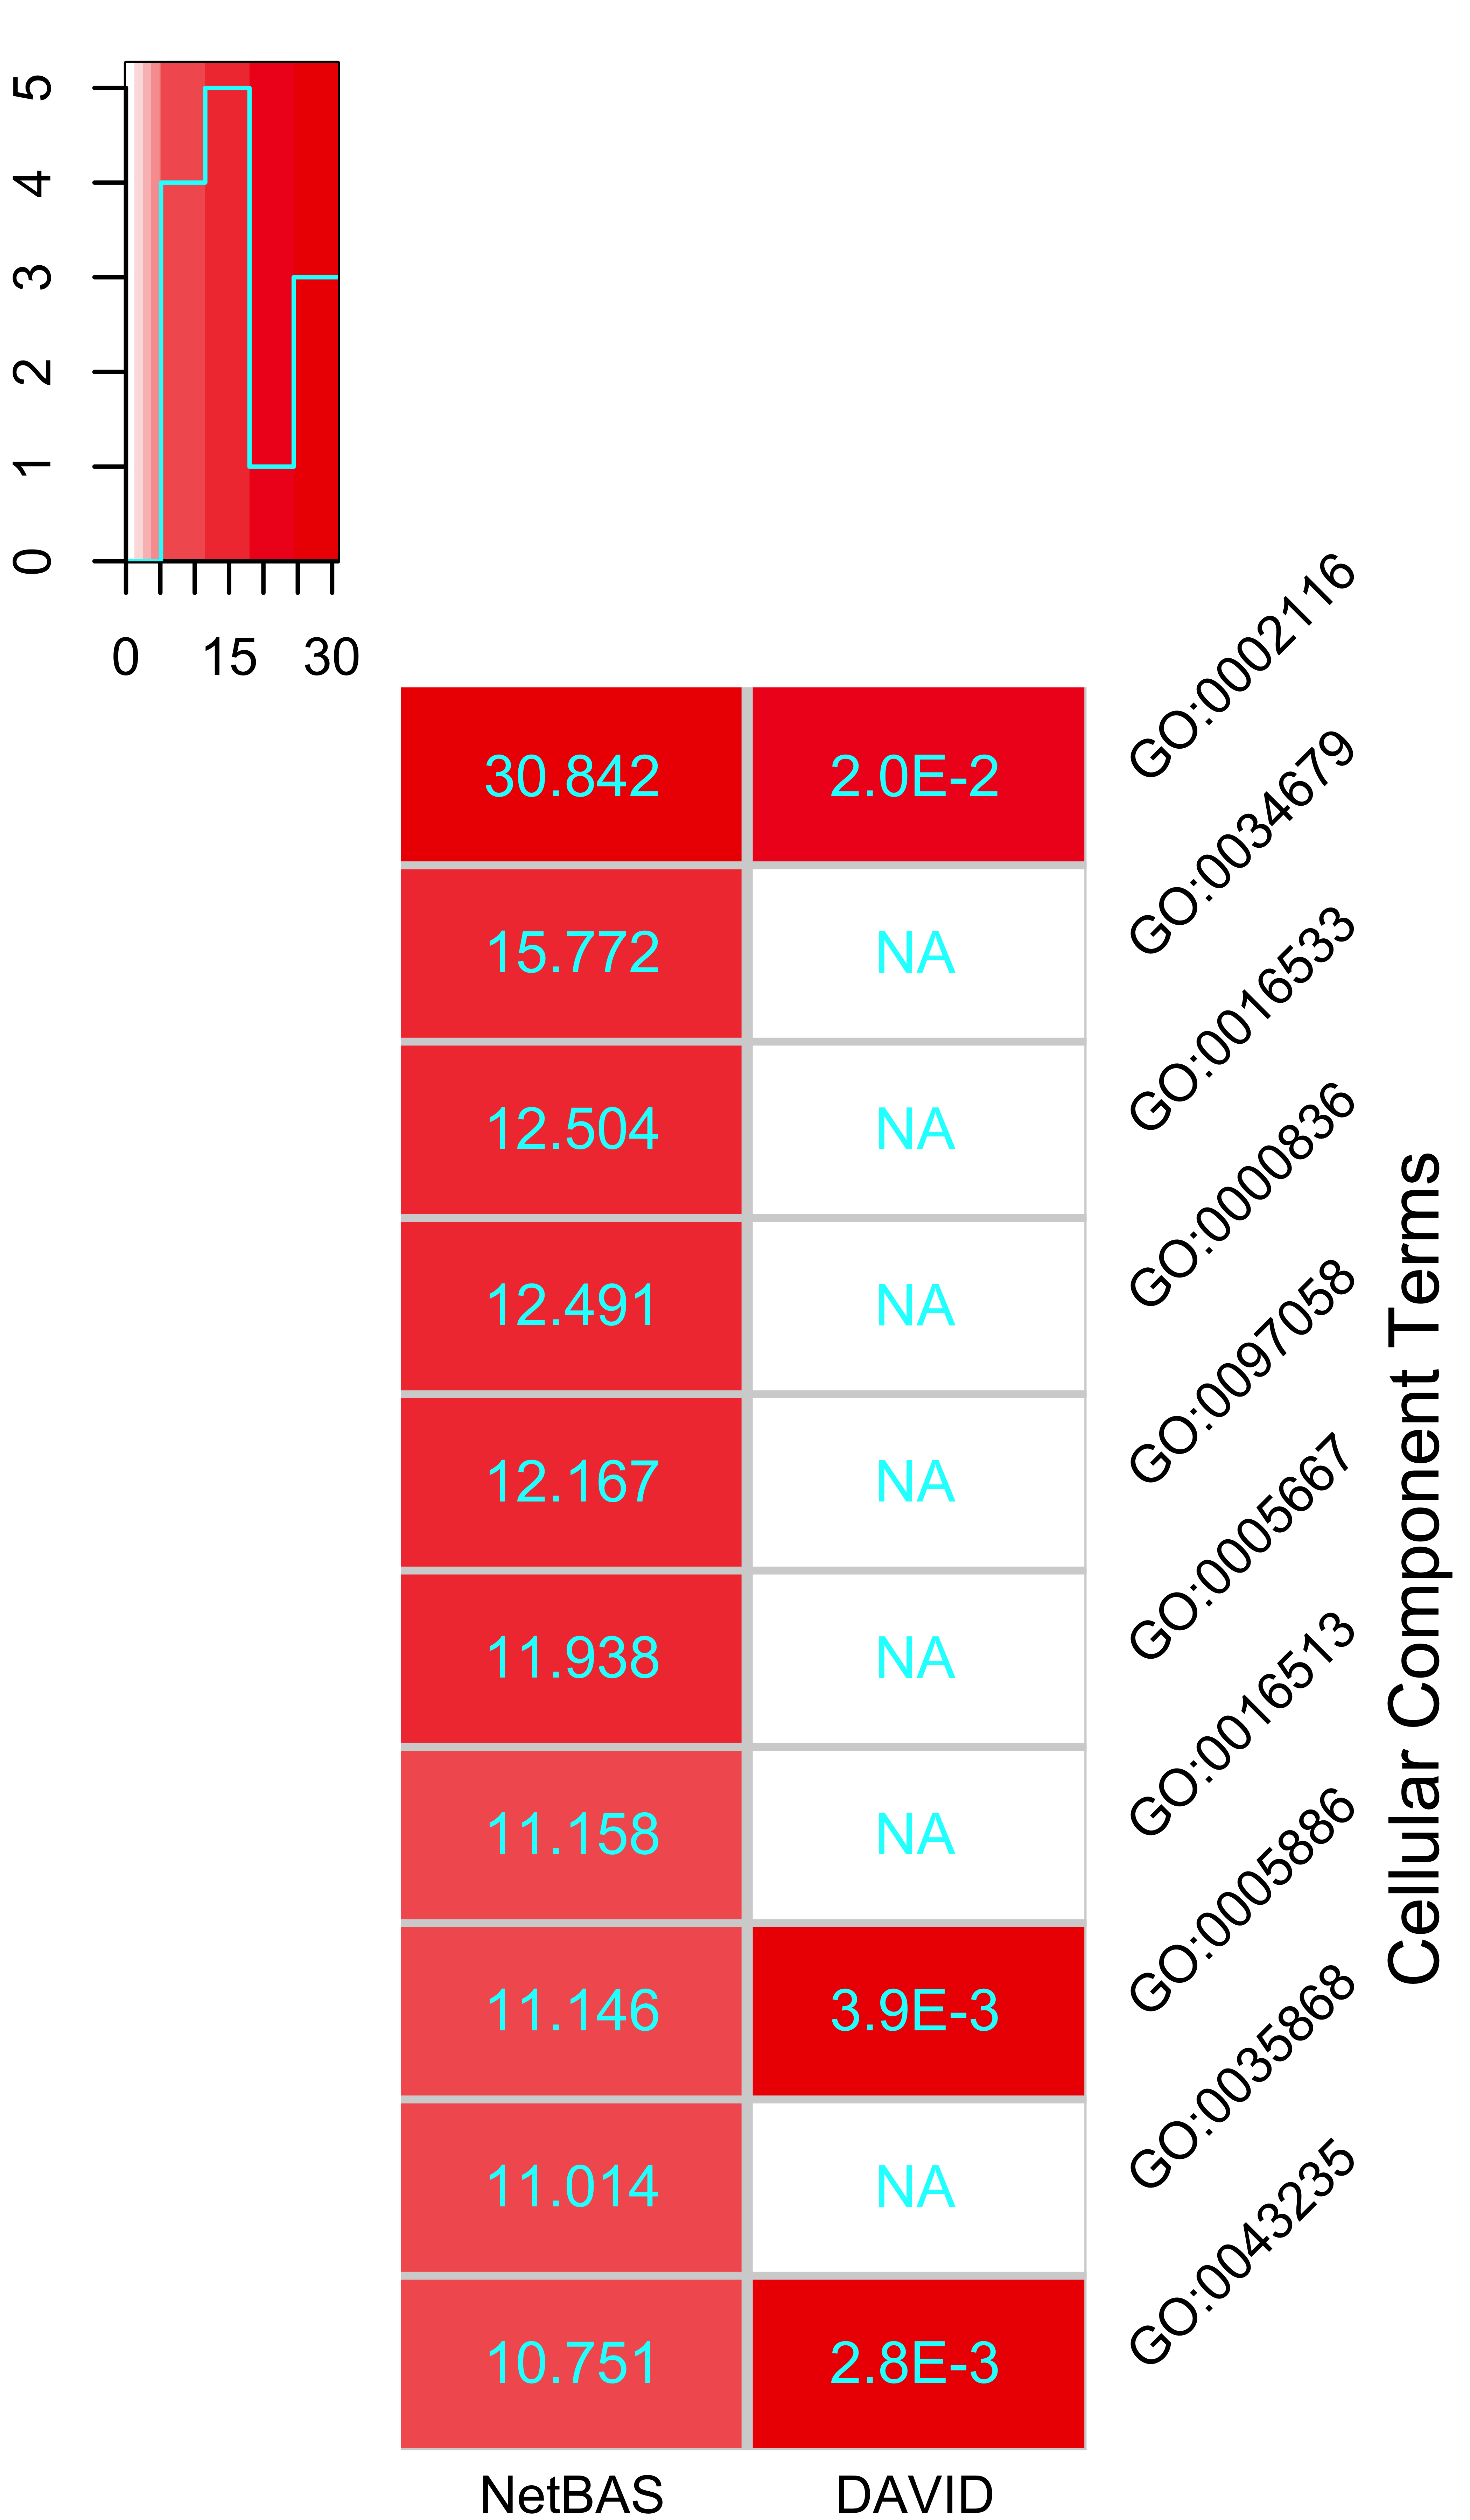 5
4
3
2
1
0
0 15 30
30.842 2.0E-2 GO:0002116
15.772 NA GO:0034679
12.504 NA GO:0016533
12.491 NA GO:0000836
12.167 NA GO:0097058
11.938 NA GO:0005667
11.158 NA GO:0016513
11.146 3.9E-3 GO:0005886
11.014 NA GO:0035868
10.751 2.8E-3 GO:0043235
Cellular Component Terms
NetBAS DAVID